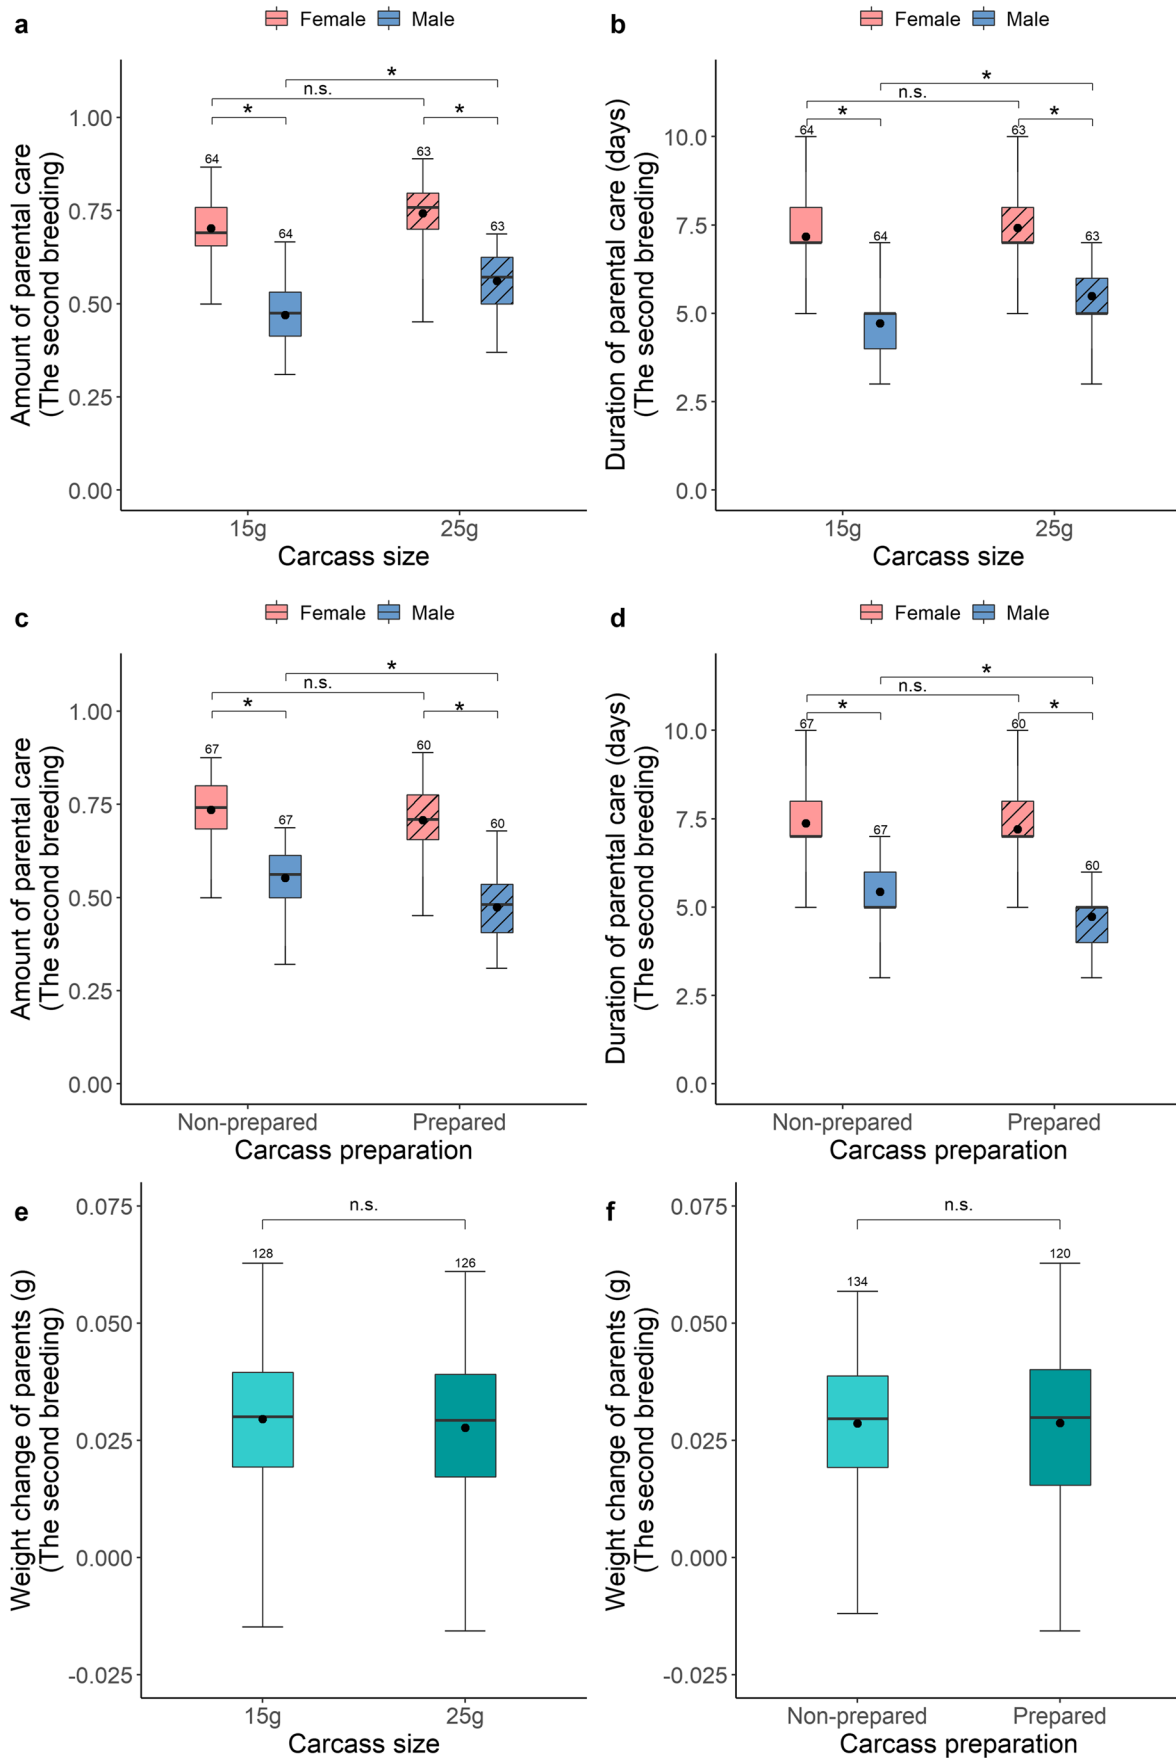 a
Female Male
Amount of parental care
(The second breeding)
1.00
0.75
0.50
0.25
0.00
*
n.s.
* *
64
64
63
63
15g 25g
Carcass size
b
Female Male
Duration of parental care (days)
(The second breeding)
10.0
7.5
5.0
2.5
0.0
*
n.s.
* *
64
64
63
63
15g 25g
Carcass size
c
Female Male
Amount of parental care
(The second breeding)
1.00
0.75
0.50
0.25
0.00
*
n.s.
* *
67
67
60
60
Non-prepared Prepared
Carcass preparation
d
Female Male
Duration of parental care (days)
(The second breeding)
10.0
7.5
5.0
2.5
0.0
*
n.s.
* *
67
67
60
60
Non-prepared Prepared
Carcass preparation
e
Weight change of parents (g)
(The second breeding)
0.075
0.050
0.025
0.000
-0.025
n.s.
128
126
15g 25g
Carcass size
f
Weight change of parents (g)
(The second breeding)
0.075
0.050
0.025
0.000
-0.025
n.s.
134
120
Non-prepared Prepared
Carcass preparation